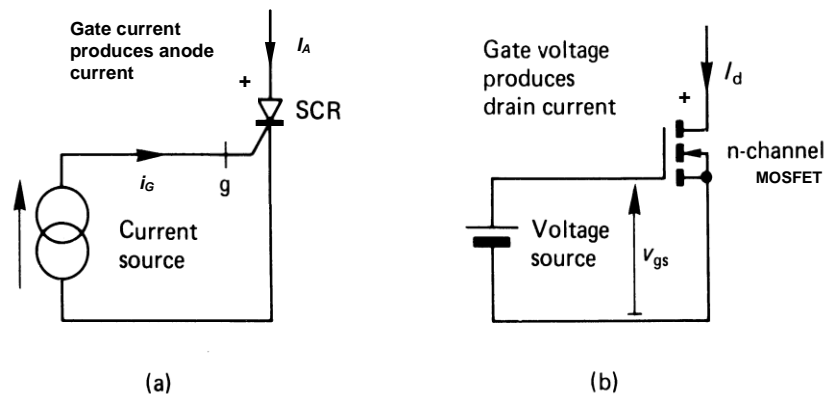 Gate current
produces anode
current
I_A
+
SCR
i_G
g
Current
source
(a)
Gate voltage
produces
drain current
I_d
+
n-channel
MOSFET
Voltage
source
v_gs
(b)